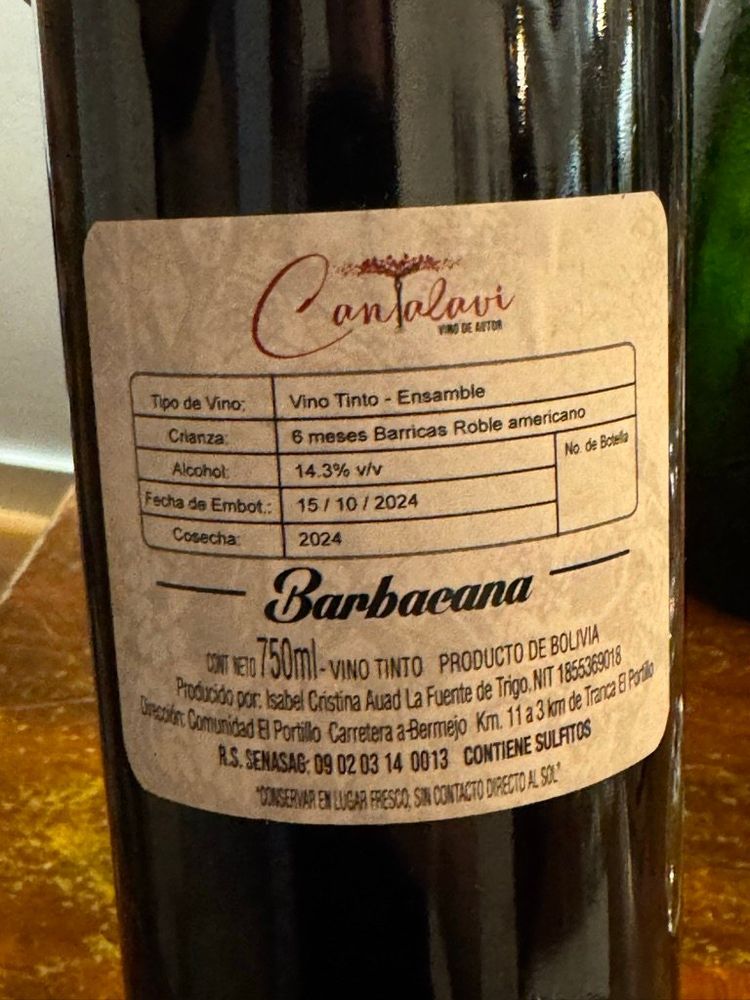 Cantalavi
VINO DE AUTOR
Tipo de Vino: Vino Tinto - Ensamble
Crianza: 6 meses Barricas Roble americano
Alcohol: 14.3% v/v
No. de Botella
Fecha de Embot.: 15 / 10 / 2024
Cosecha: 2024
Barbacana
CONT NETO 750ml - VINO TINTO PRODUCTO DE BOLIVIA
Producido por: Isabel Cristina Auad La Fuente de Trigo, NIT 1855369018
Dirección: Comunidad El Portillo Carretera a-Bermejo Km. 11 a 3 km de Tranca El Portillo
R.S. SENASAG: 09 02 03 14 0013 CONTIENE SULFITOS
"CONSERVAR EN LUGAR FRESCO, SIN CONTACTO DIRECTO AL SOL"